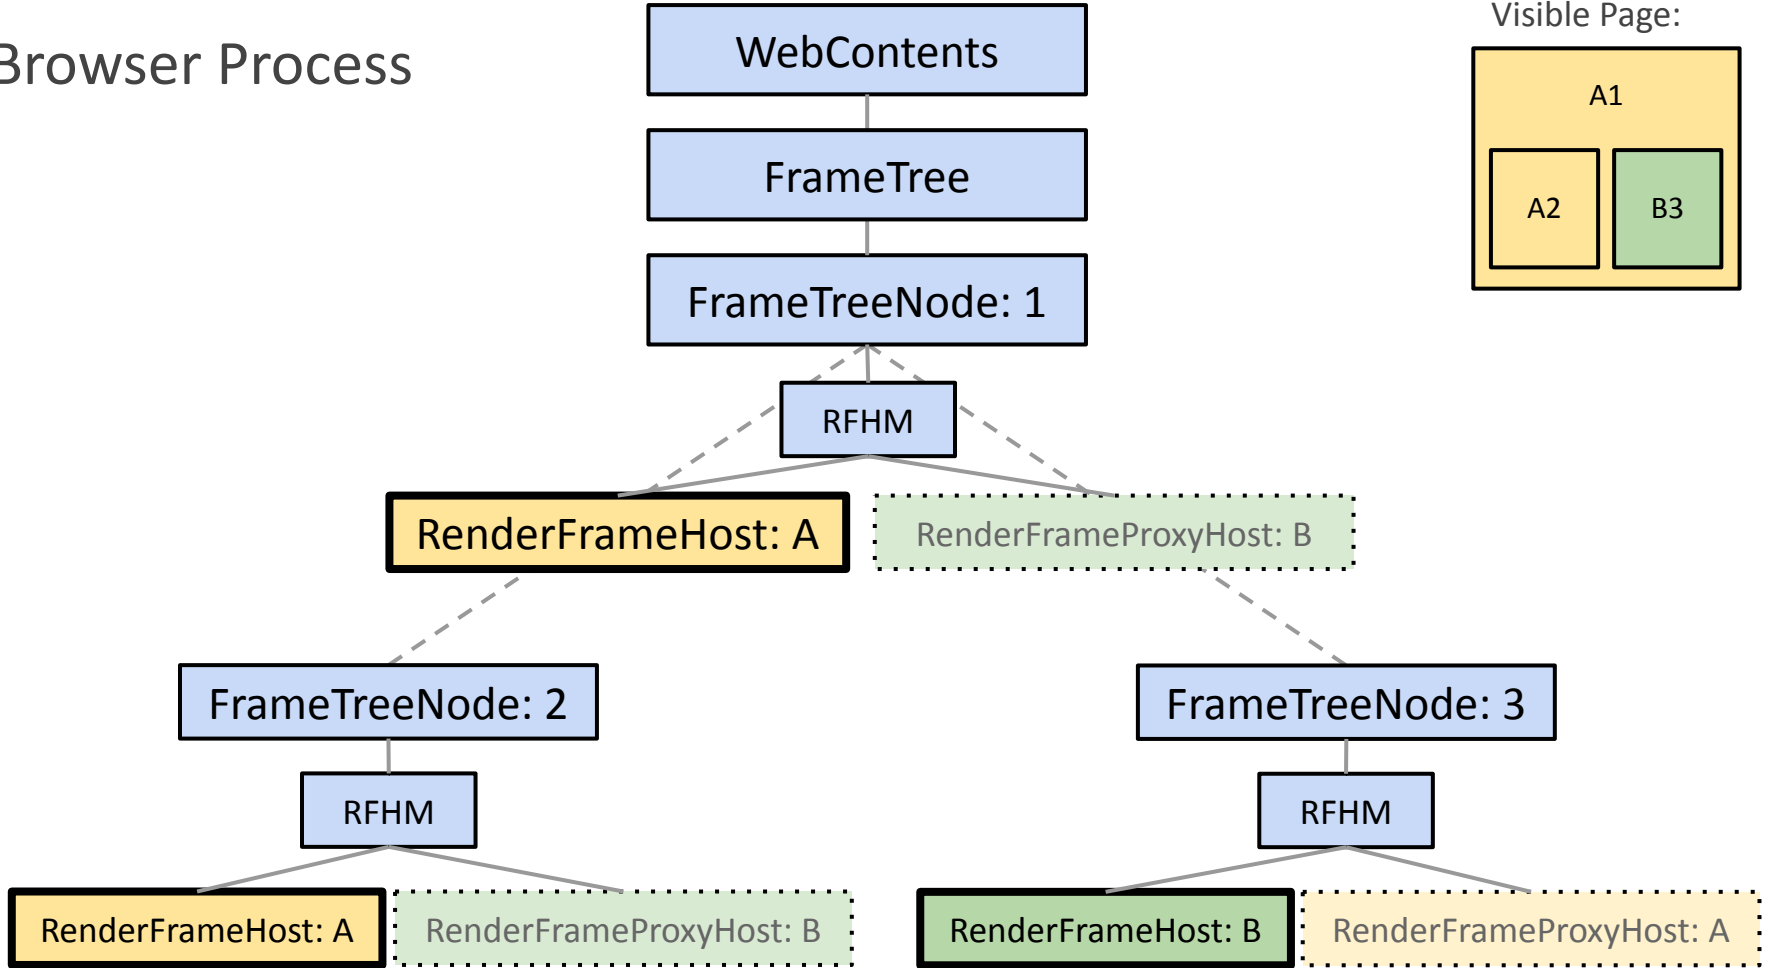 Browser Process
WebContents
Visible Page:
A1
A2
B3
FrameTree
FrameTreeNode: 1
RFHM
RenderFrameHost: A
RenderFrameProxyHost: B
FrameTreeNode: 2
FrameTreeNode: 3
RFHM
RFHM
RenderFrameHost: A
RenderFrameProxyHost: B
RenderFrameHost: B
RenderFrameProxyHost: A